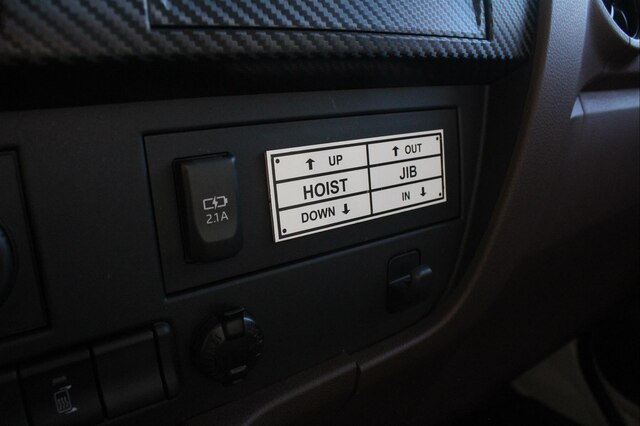 ↑ UP
HOIST
DOWN ↓
↑ OUT
JIB
IN ↓
2.1A